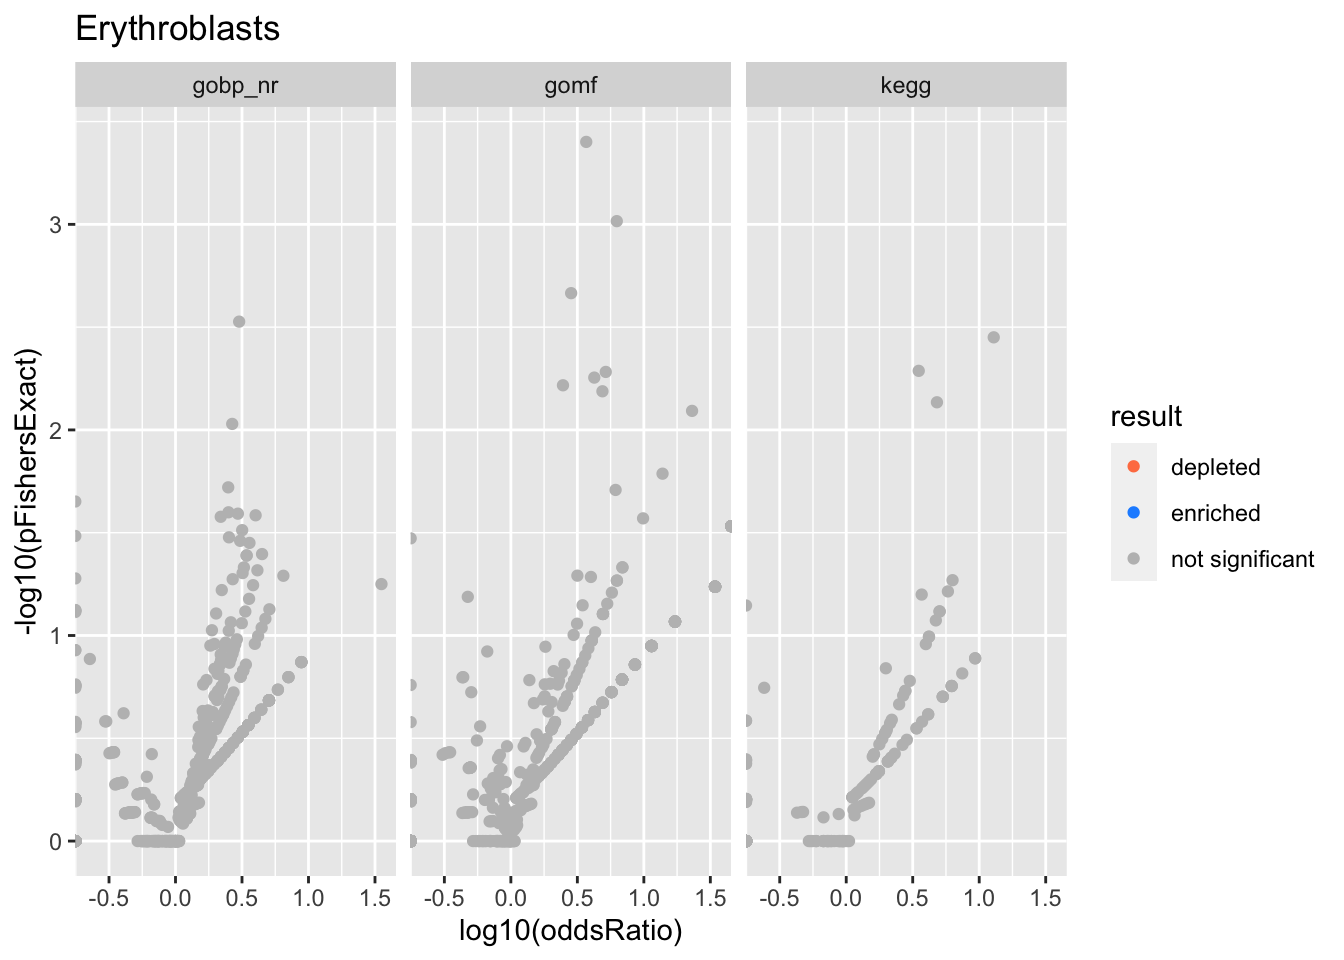 Erythroblasts
gobp_nr gomf kegg
-log10(pFishersExact)
3
2
1
0
-0.5 0.0 0.5 1.0 1.5 -0.5 0.0 0.5 1.0 1.5 -0.5 0.0 0.5 1.0 1.5
log10(oddsRatio)
result
depleted
enriched
not significant